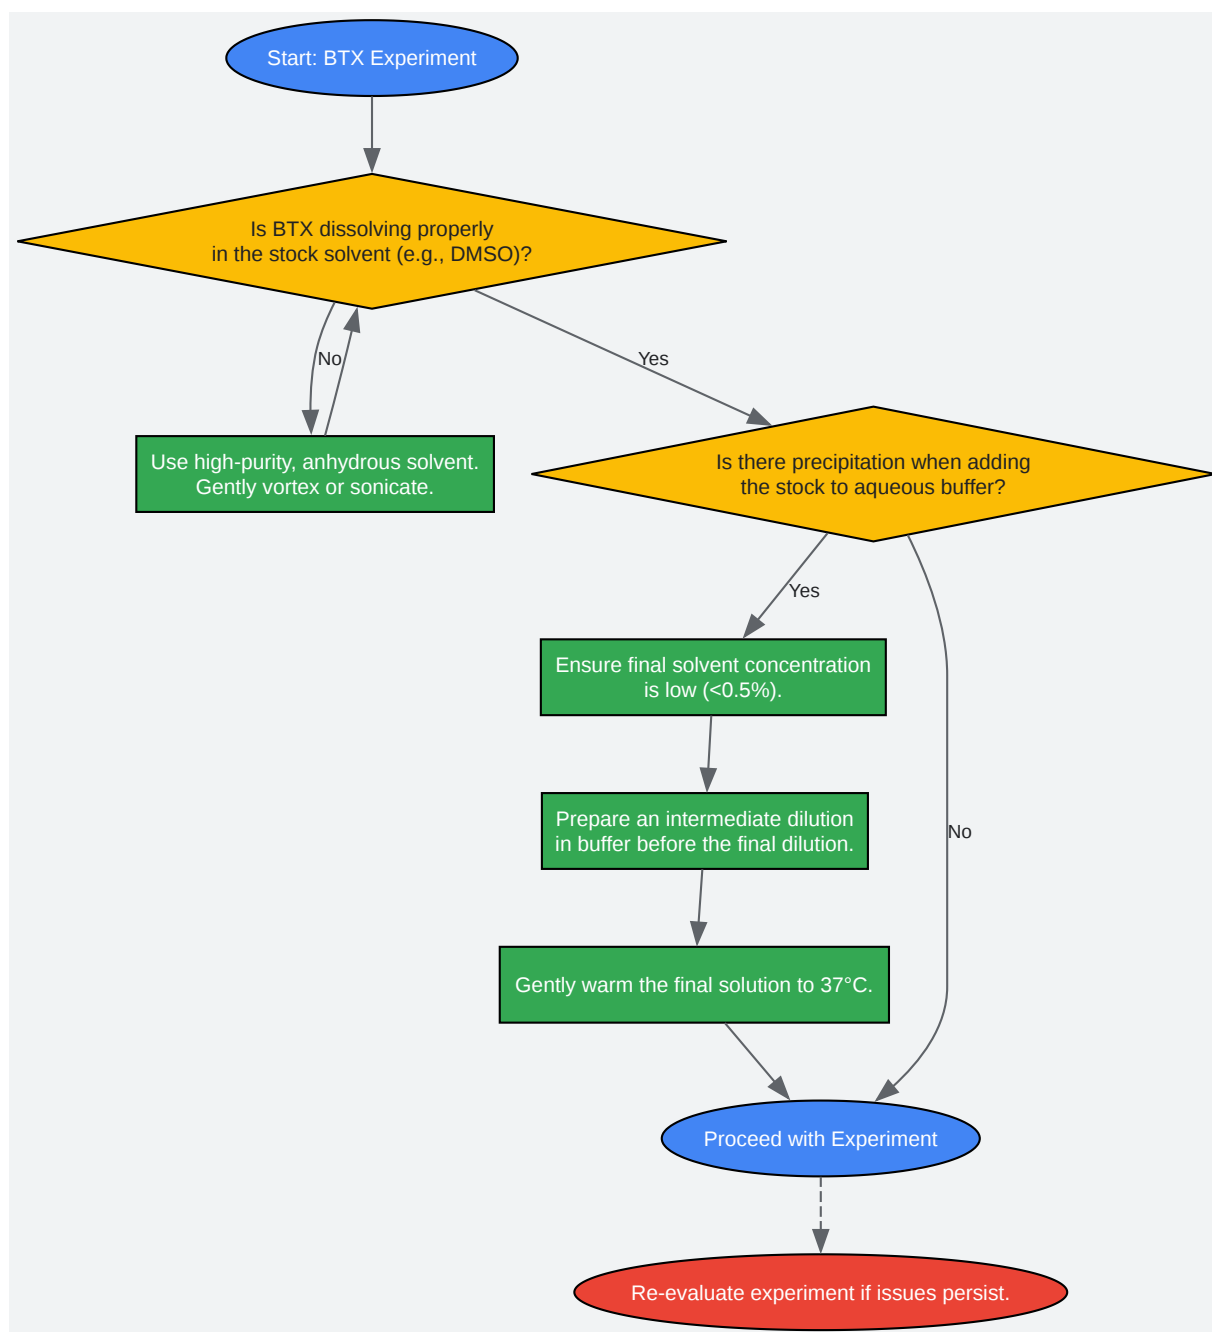 Start: BTX Experiment
Is BTX dissolving properly
in the stock solvent (e.g., DMSO)?
No
Yes
Use high-purity, anhydrous solvent.
Gently vortex or sonicate.
Is there precipitation when adding
the stock to aqueous buffer?
Yes
Ensure final solvent concentration
is low (<0.5%).
Prepare an intermediate dilution
in buffer before the final dilution.
No
Gently warm the final solution to 37°C.
Proceed with Experiment
Re-evaluate experiment if issues persist.